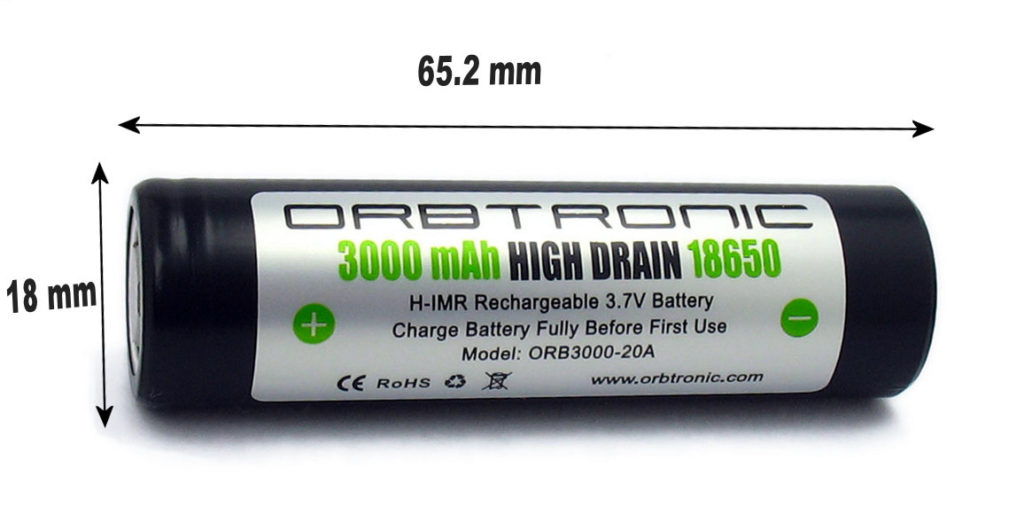 65.2 mm
18 mm
ORBTRONIC
3000 mAh HIGH DRAIN 18650
H-IMR Rechargeable 3.7V Battery
+
-
Charge Battery Fully Before First Use
Model: ORB3000-20A
CE RoHS
www.orbtronic.com